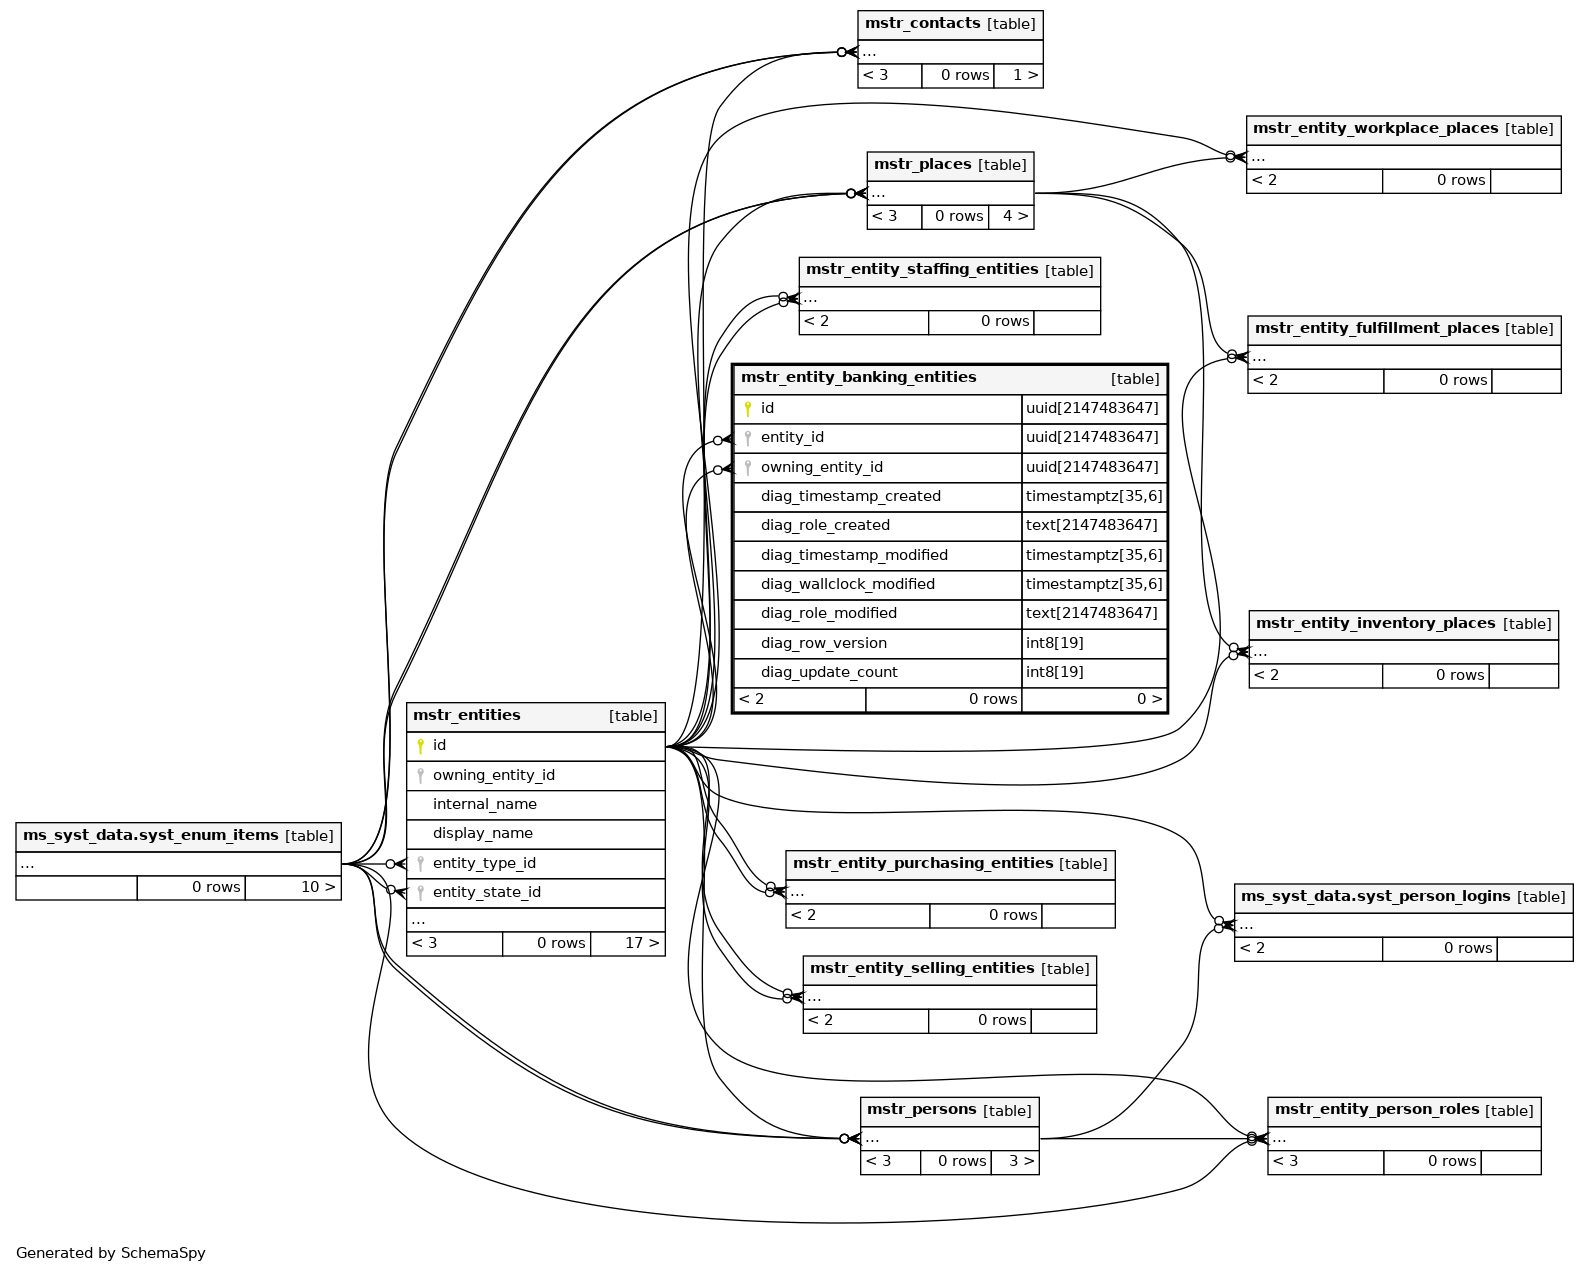 mstr_contacts [table]
...
< 3 0 rows 1 >
mstr_entity_workplace_places [table]
...
< 2 0 rows
mstr_places [table]
...
< 3 0 rows 4 >
mstr_entity_staffing_entities [table]
...
< 2 0 rows
mstr_entity_fulfillment_places [table]
...
< 2 0 rows
mstr_entity_banking_entities [table]
id uuid[2147483647]
entity_id uuid[2147483647]
owning_entity_id uuid[2147483647]
diag_timestamp_created timestamptz[35,6]
diag_role_created text[2147483647]
diag_timestamp_modified timestamptz[35,6]
diag_wallclock_modified timestamptz[35,6]
diag_role_modified text[2147483647]
diag_row_version int8[19]
diag_update_count int8[19]
< 2 0 rows 0 >
mstr_entity_inventory_places [table]
...
< 2 0 rows
mstr_entities [table]
id
owning_entity_id
internal_name
display_name
entity_type_id
entity_state_id
...
< 3 0 rows 17 >
ms_syst_data.syst_enum_items [table]
...
0 rows 10 >
mstr_entity_purchasing_entities [table]
...
< 2 0 rows
ms_syst_data.syst_person_logins [table]
...
< 2 0 rows
mstr_entity_selling_entities [table]
...
< 2 0 rows
mstr_persons [table]
...
< 3 0 rows 3 >
mstr_entity_person_roles [table]
...
< 3 0 rows
Generated by SchemaSpy